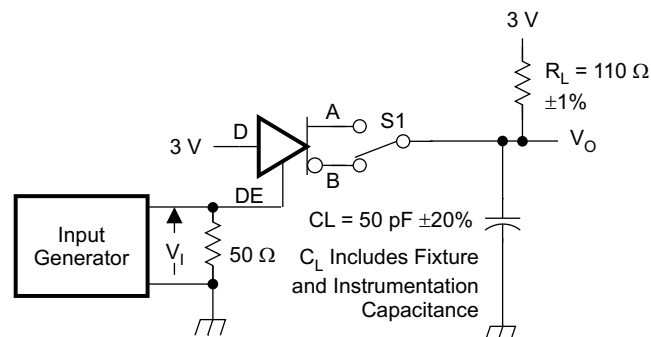 3 V
R_L = 110 Ω
±1%
A
S1
D
3 V
V_O
B
DE
CL = 50 pF ±20%
Input
Generator
V_I
50 Ω
C_L Includes Fixture
and Instrumentation
Capacitance